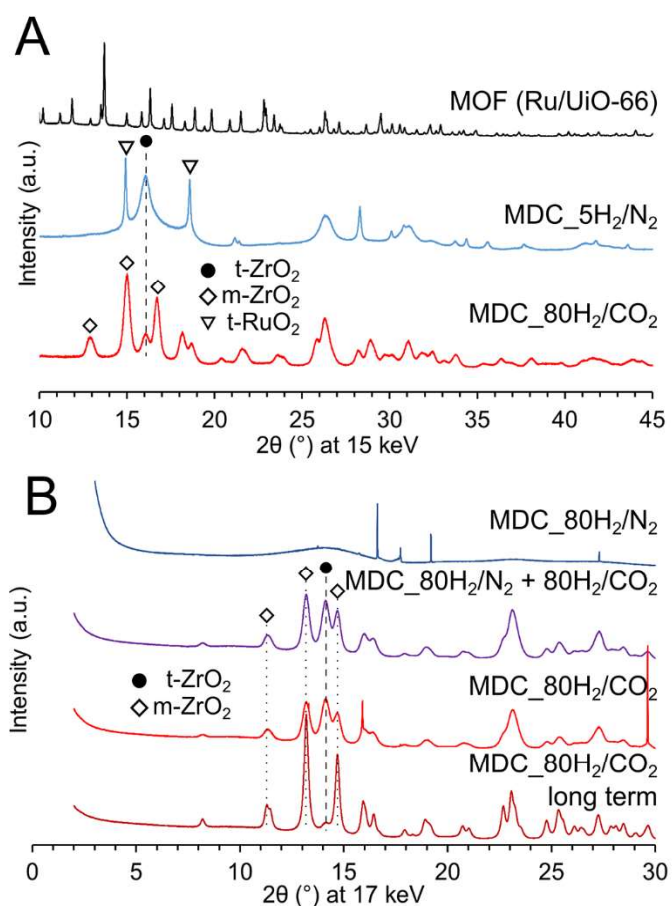 A
MOF (Ru/UiO-66)
MDC_5H₂/N₂
t-ZrO₂
m-ZrO₂
t-RuO₂
MDC_80H₂/CO₂
Intensity (a.u.)
10 15 20 25 30 35 40 45
2θ (°) at 15 keV
B
MDC_80H₂/N₂
MDC_80H₂/N₂ + 80H₂/CO₂
t-ZrO₂
m-ZrO₂
MDC_80H₂/CO₂
MDC_80H₂/CO₂
long term
Intensity (a.u.)
0 5 10 15 20 25 30
2θ (°) at 17 keV